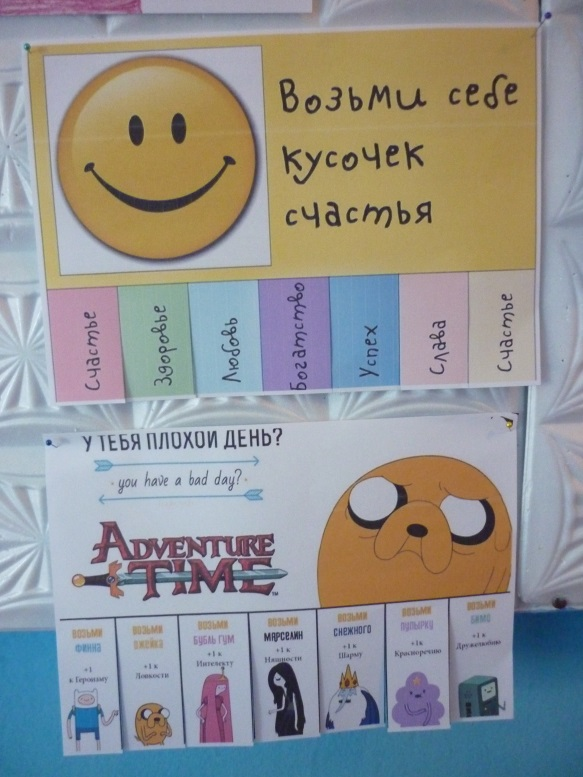 Возьми себе
кусочек
счастья
Счастье
Здоровье
Любовь
Богатство
Успех
Слава
Счастье
У ТЕБЯ ПЛОХОЙ ДЕНЬ?
you have a bad day?
ADVENTURE
TIME
ВОЗЬМИ
ФИННА
+1
к Героизму
ВОЗЬМИ
ДЖЕЙКА
+1 к
Ловкости
ВОЗЬМИ
БУБЛЬ ГУМ
+1 к
Интелекту
ВОЗЬМИ
МАРСЕЛИН
+1 к
Няшности
ВОЗЬМИ
СНЕЖНОГО
+1 к
Шарму
ВОЗЬМИ
ПУПЫРКУ
+1к
Красноречию
ВОЗЬМИ
БИМО
+1 к
Дружелюбию